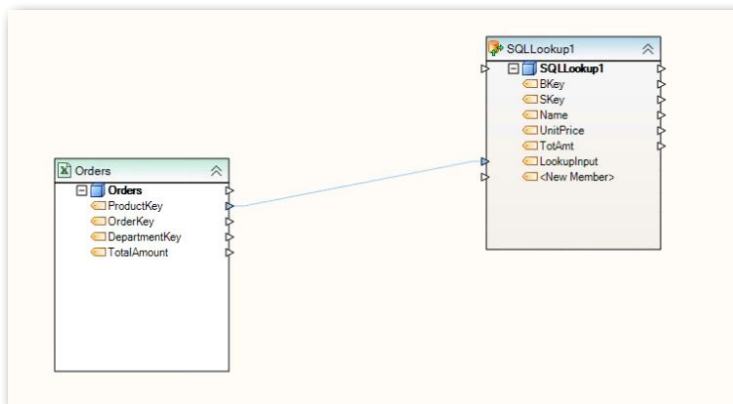 SQLLookup1
SQLLookup1
BKey
SKey
Name
UnitPrice
TotAmt
LookupInput
<New Member>
Orders
Orders
ProductKey
OrderKey
DepartmentKey
TotalAmount